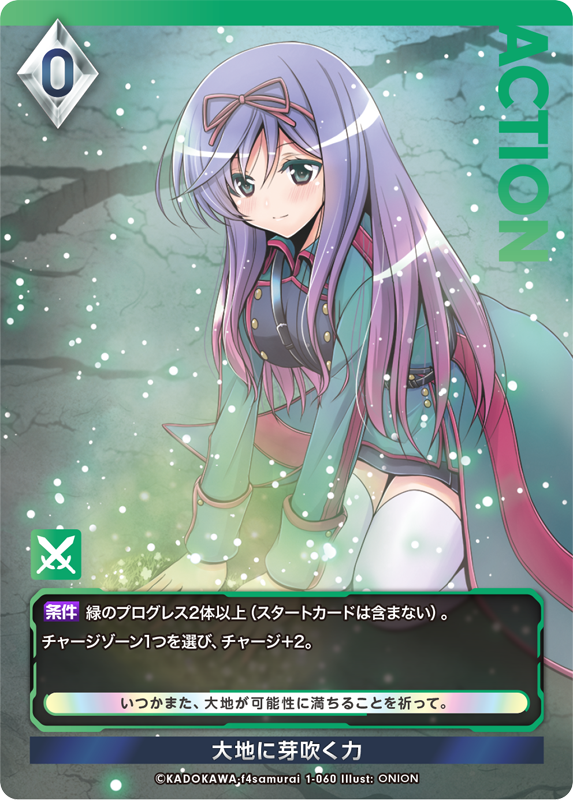 0
ACTION
条件 緑のプログレス2体以上（スタートカードは含まない）。
チャージゾーン1つを選び、チャージ+2。
いつかまた、大地が可能性に満ちることを祈って。
大地に芽吹く力
©KADOKAWA,f4samurai 1-060 Illust: ONION